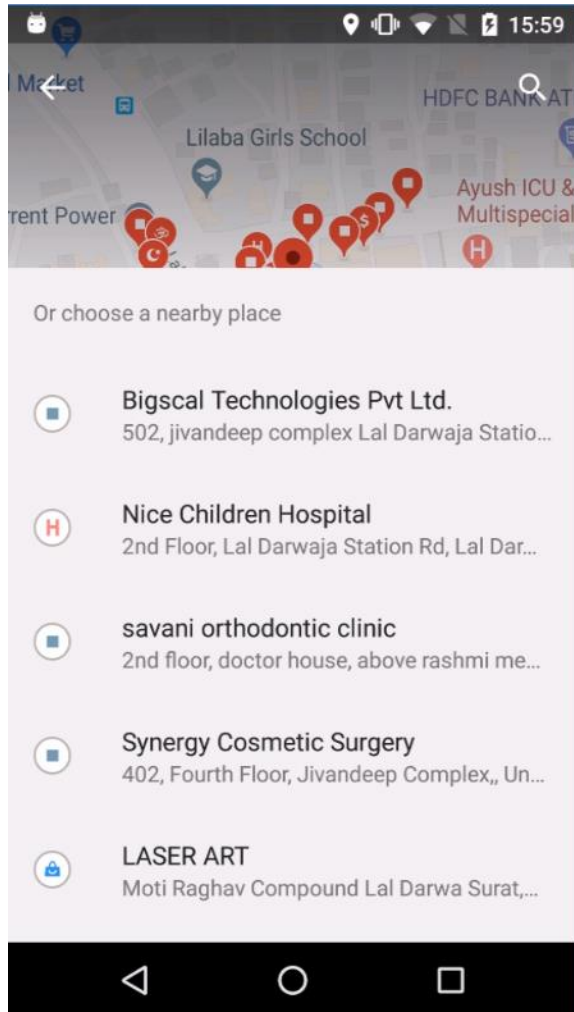 15:59
Market
HDFC BANK AT
Lilaba Girls School
rrent Power
Ayush ICU &
Multispecial
H
H
$
Or choose a nearby place
Bigscal Technologies Pvt Ltd.
502, jivandeep complex Lal Darwaja Statio...
H
Nice Children Hospital
2nd Floor, Lal Darwaja Station Rd, Lal Dar...
savani orthodontic clinic
2nd floor, doctor house, above rashmi me...
Synergy Cosmetic Surgery
402, Fourth Floor, Jivandeep Complex,, Un...
LASER ART
Moti Raghav Compound Lal Darwa Surat,...